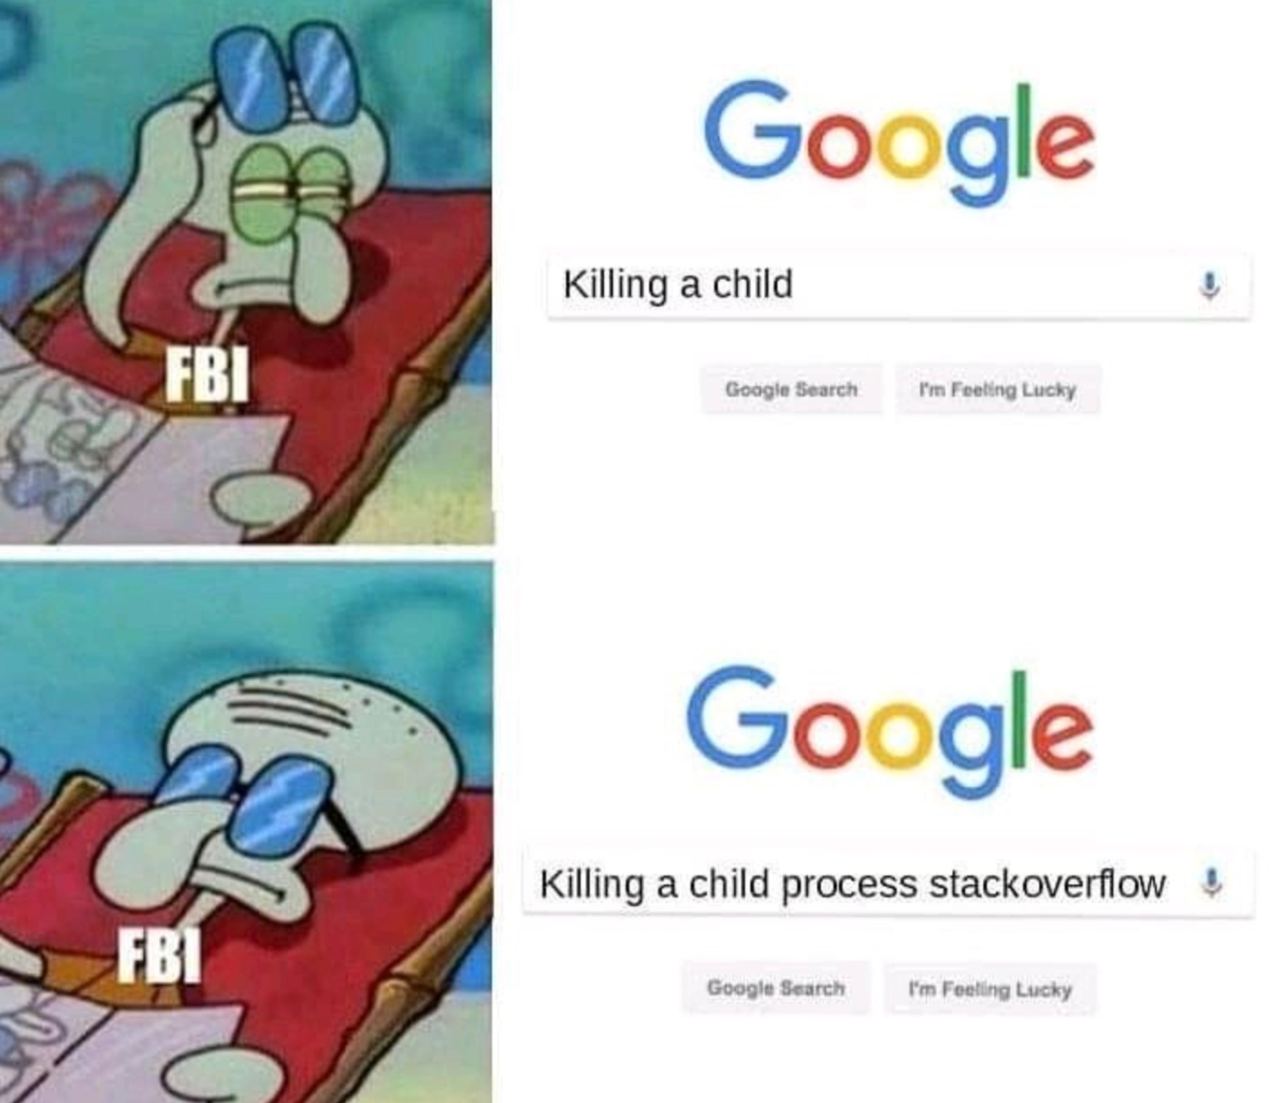 Google
Killing a child
Google Search
I'm Feeling Lucky
FBI
Google
Killing a child process stackoverflow
Google Search
I'm Feeling Lucky
FBI